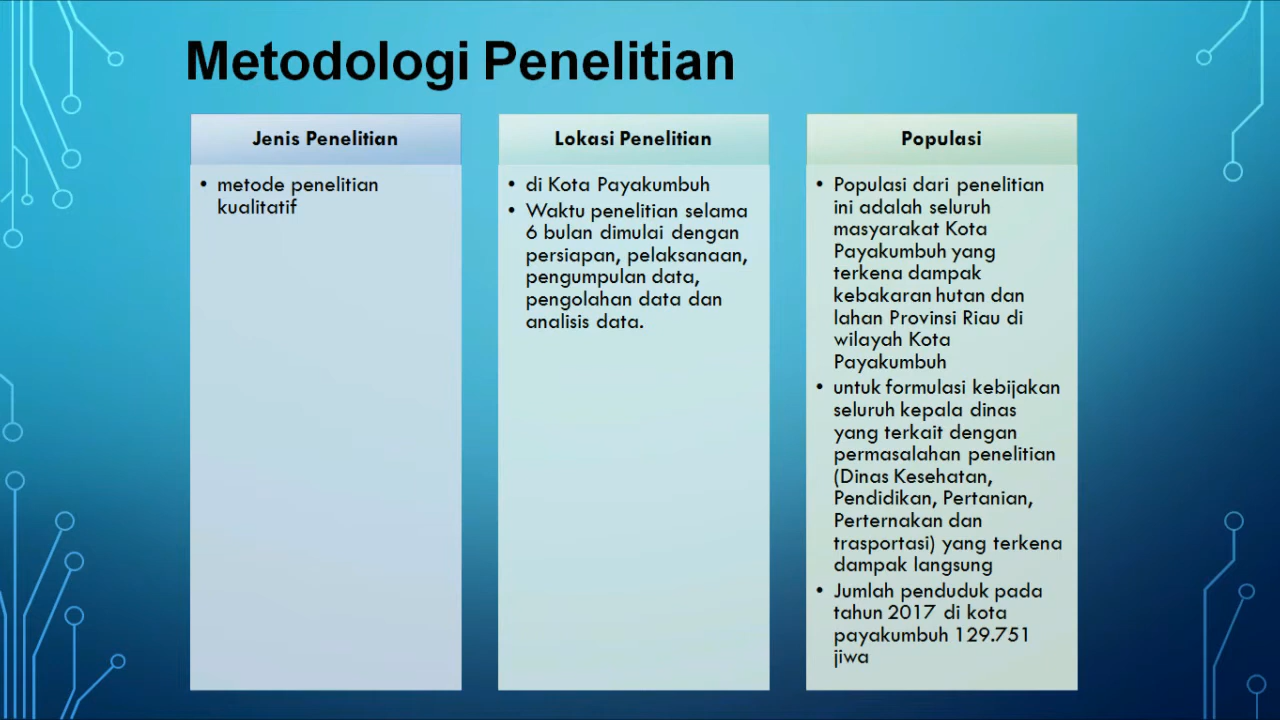 Metodologi Penelitian
Jenis Penelitian
• metode penelitian
kualitatif
Lokasi Penelitian
• di Kota Payakumbuh
• Waktu penelitian selama
6 bulan dimulai dengan
persiapan, pelaksanaan,
pengumpulan data,
pengolahan data dan
analisis data.
Populasi
• Populasi dari penelitian
ini adalah seluruh
masyarakat Kota
Payakumbuh yang
terkena dampak
kebakaran hutan dan
lahan Provinsi Riau di
wilayah Kota
Payakumbuh
• untuk formulasi kebijakan
seluruh kepala dinas
yang terkait dengan
permasalahan penelitian
(Dinas Kesehatan,
Pendidikan, Pertanian,
Perternakan dan
trasportasi) yang terkena
dampak langsung
• Jumlah penduduk pada
tahun 2017 di kota
payakumbuh 129.751
jiwa